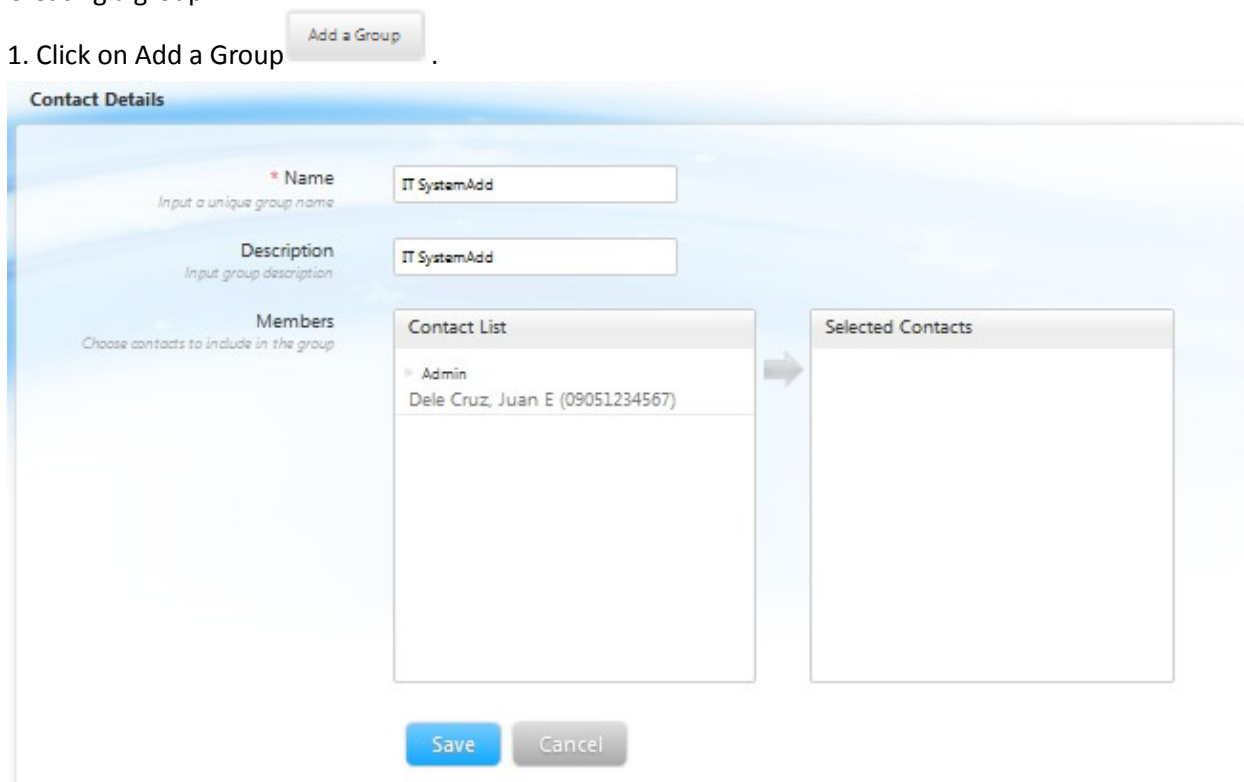 Creating a group
1. Click on Add a Group Add a Group .
Contact Details
* Name
Input a unique group name
IT SystemAdd
Description
Input group description
IT SystemAdd
Members
Choose contacts to include in the group
Contact List
Selected Contacts
Admin
Dele Cruz, Juan E (09051234567)
Save Cancel